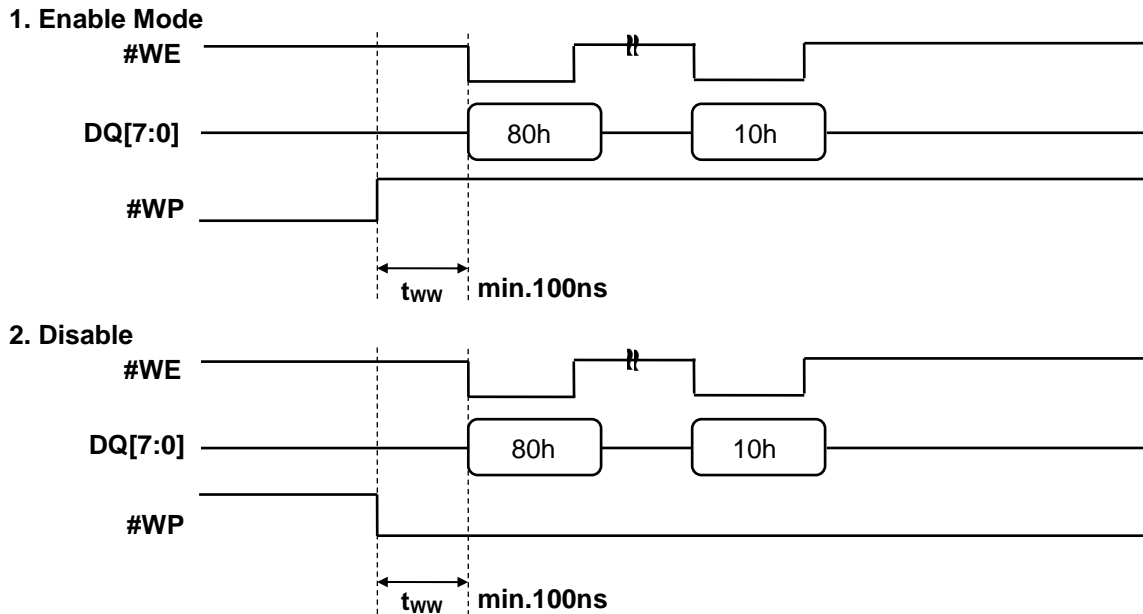 1. Enable Mode
#WE
DQ[7:0]
80h
10h
#WP
tWW min.100ns
2. Disable
#WE
DQ[7:0]
80h
10h
#WP
tWW min.100ns